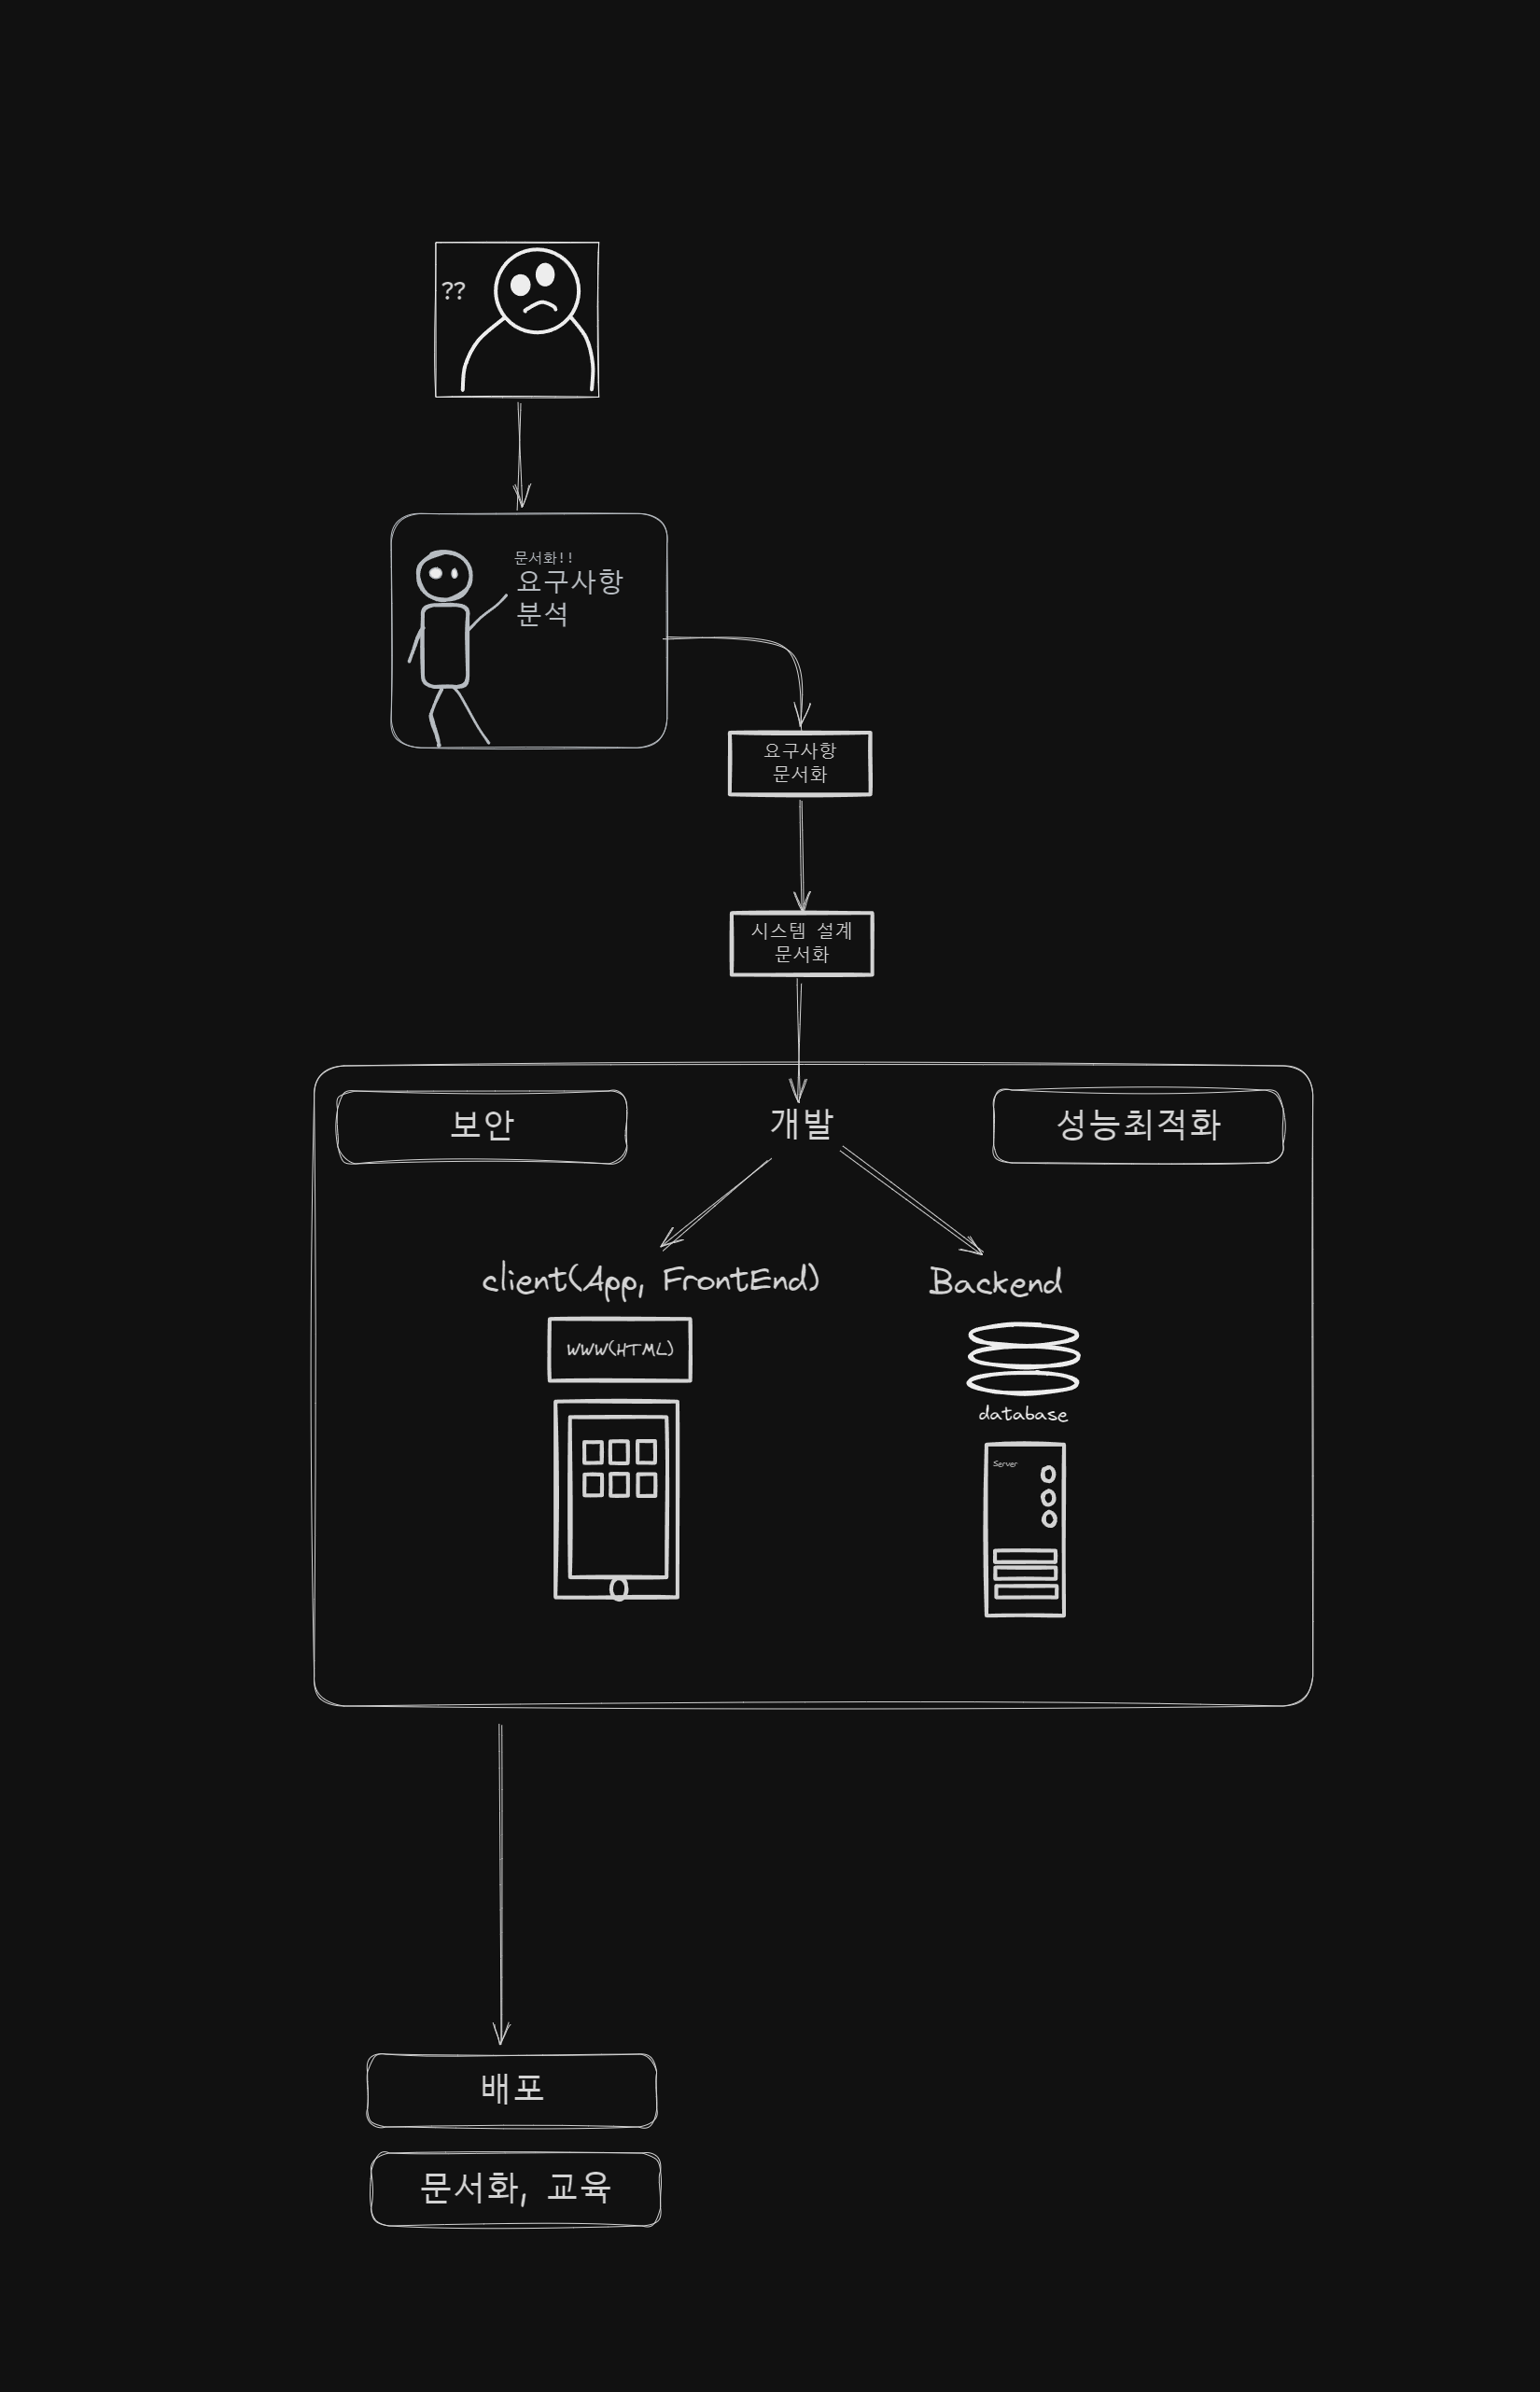 ??
문서화!!
요구사항
분석
요구사항
문서화
시스템 설계
문서화
보안
개발
성능최적화
client(App, FrontEnd)
Backend
WWW(HTML)
database
Server
배포
문서화, 교육